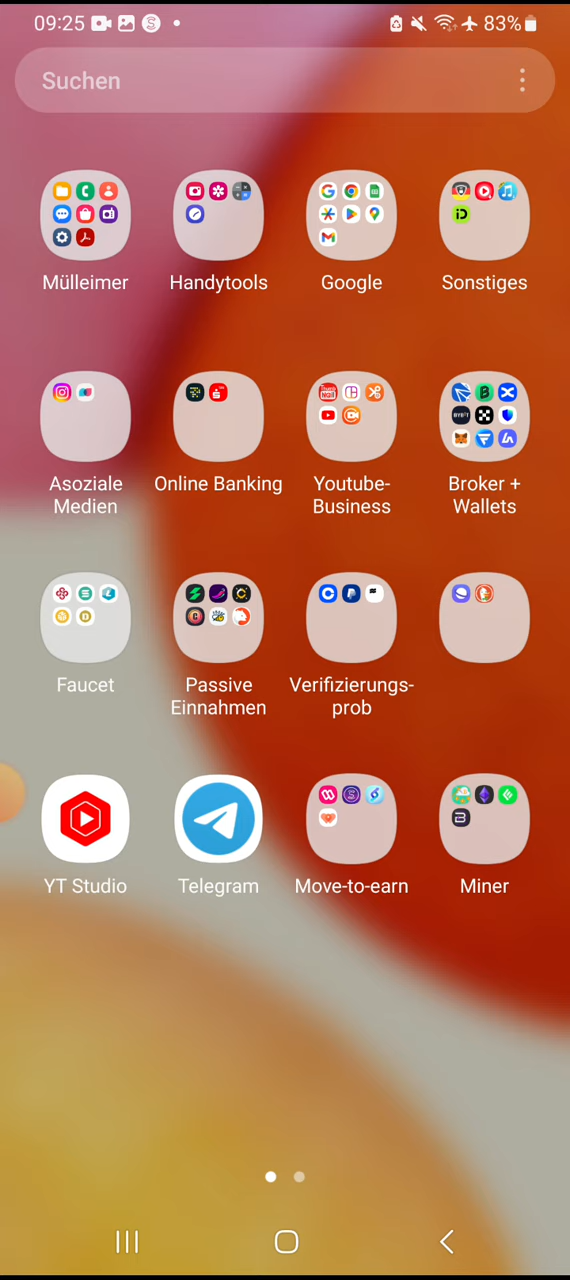 09:25
83%
Suchen
Mülleimer
Handytools
Google
Sonstiges
Asoziale
Medien
Online Banking
Youtube-
Business
Broker +
Wallets
Faucet
Passive
Einnahmen
Verifizierungs-
prob
YT Studio
Telegram
Move-to-earn
Miner